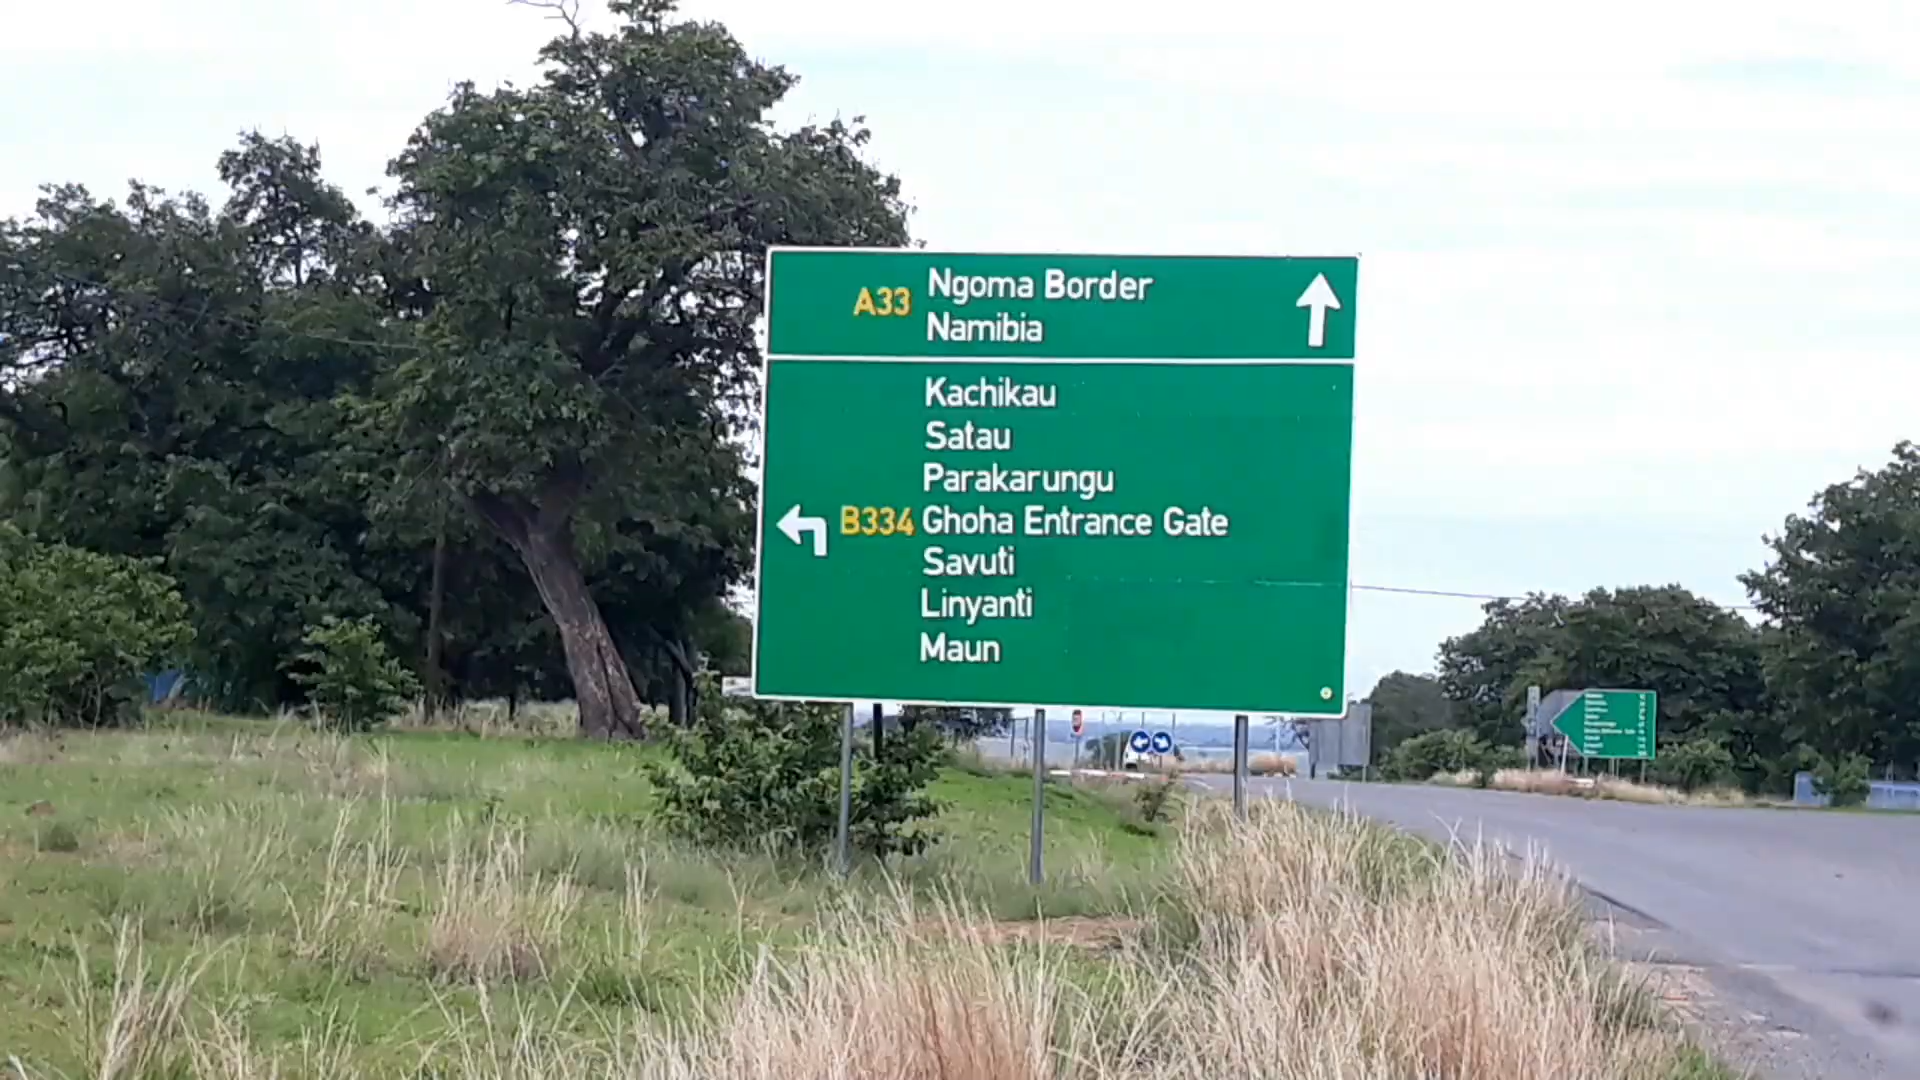 A33
Ngoma Border
Namibia
Kachikau
Satau
Parakarungu
B334 Ghoha Entrance Gate
Savuti
Linyanti
Maun